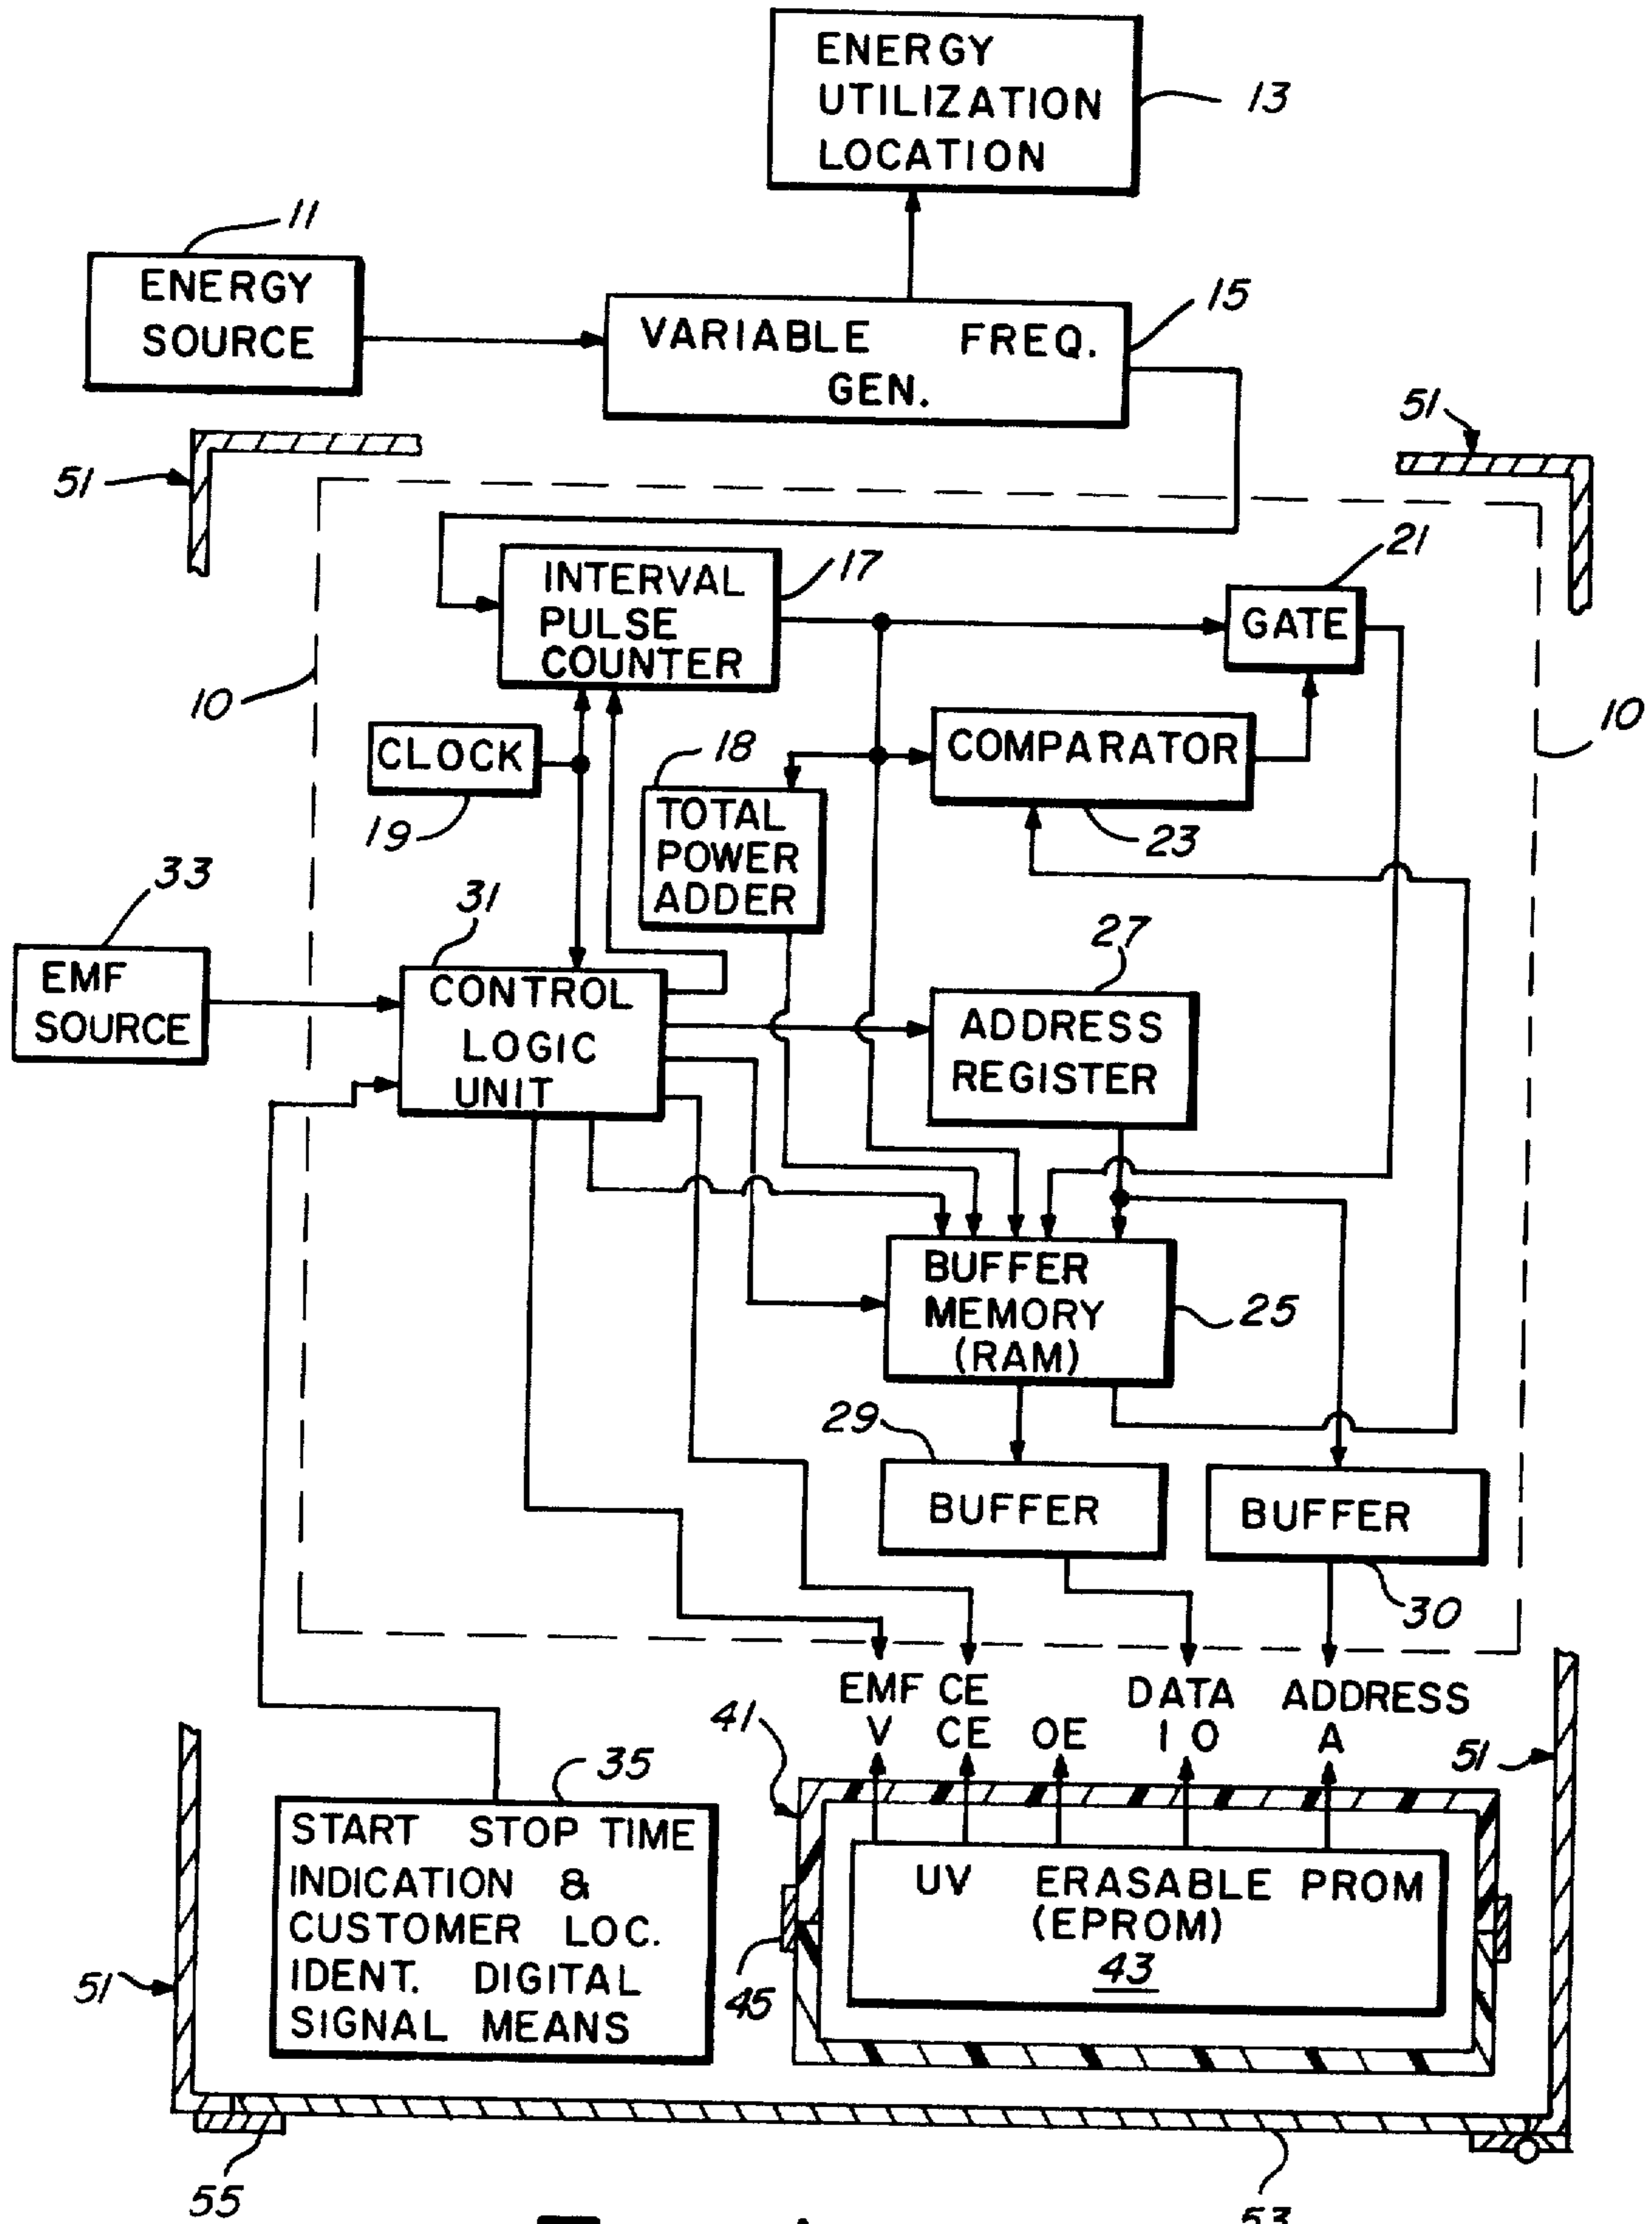 ENERGY
UTILIZATION
LOCATION
13
11
ENERGY
SOURCE
15
VARIABLE FREQ.
GEN.
51
51
21
INTERVAL
PULSE
COUNTER
17
GATE
10
10
CLOCK
18
COMPARATOR
19
TOTAL
POWER
ADDER
23
33
31
27
EMF
SOURCE
CONTROL
LOGIC
UNIT
ADDRESS
REGISTER
BUFFER
MEMORY
(RAM)
25
29
BUFFER
BUFFER
30
EMF CE DATA ADDRESS
V CE OE I O A
41
51
35
START STOP TIME
INDICATION &
CUSTOMER LOC.
IDENT. DIGITAL
SIGNAL MEANS
UV ERASABLE PROM
(EPROM)
43
45
51
55
53